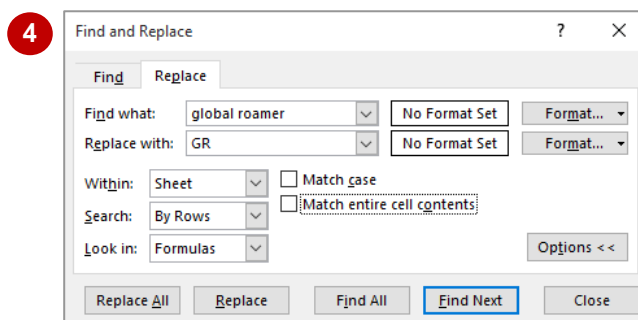 4
Find and Replace ? X
Find Replace
Find what: global roamer No Format Set Format...
Replace with: GR No Format Set Format...
Within: Sheet Match case
Search: By Rows Match entire cell contents
Look in: Formulas Options <<
Replace All Replace Find All Find Next Close